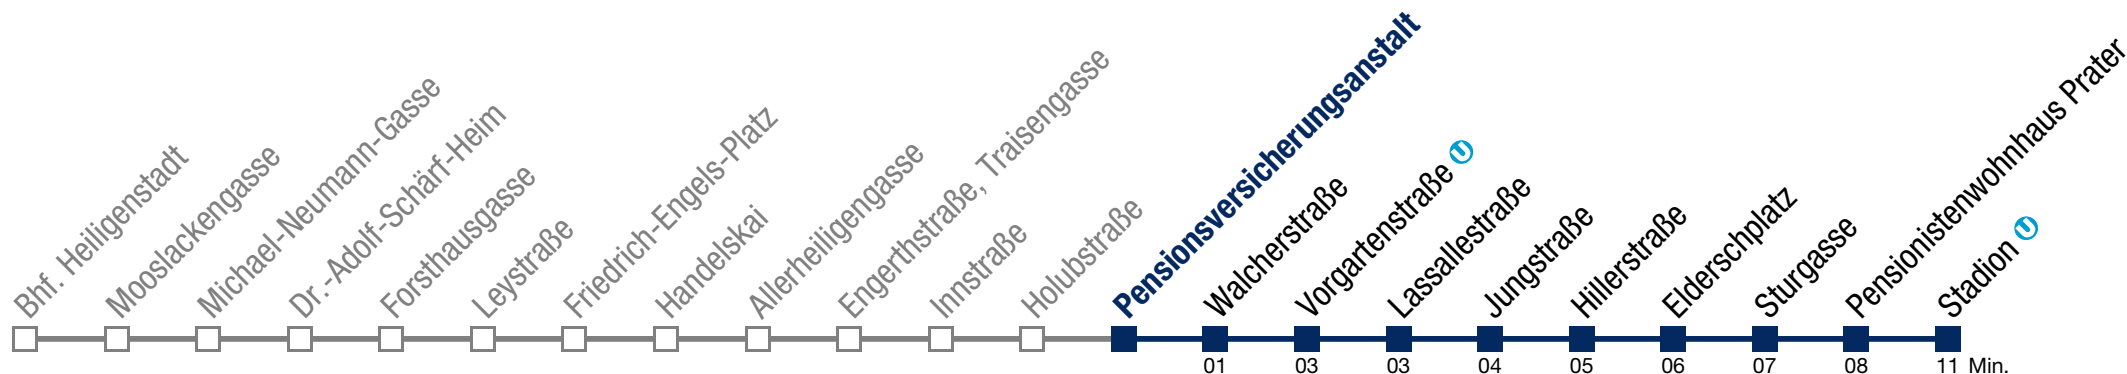 Bhf. Heiligenstadt
Mooslackengasse
Michael-Neumann-Gasse
Dr.-Adolf-Schärf-Heim
Forsthausgasse
Leystraße
Friedrich-Engels-Platz
Handelskai
Allerheiligengasse
Engerthstraße, Traisengasse
Innstraße
Holubstraße
Pensionsversicherungsanstalt
Walcherstraße
Vorgartenstraße U
Lassallestraße
Jungstraße
Hillerstraße
Elderschplatz
Sturgasse
Pensionistenwohnhaus Prater
Stadion U
01 03 03 04 05 06 07 08 11 Min.